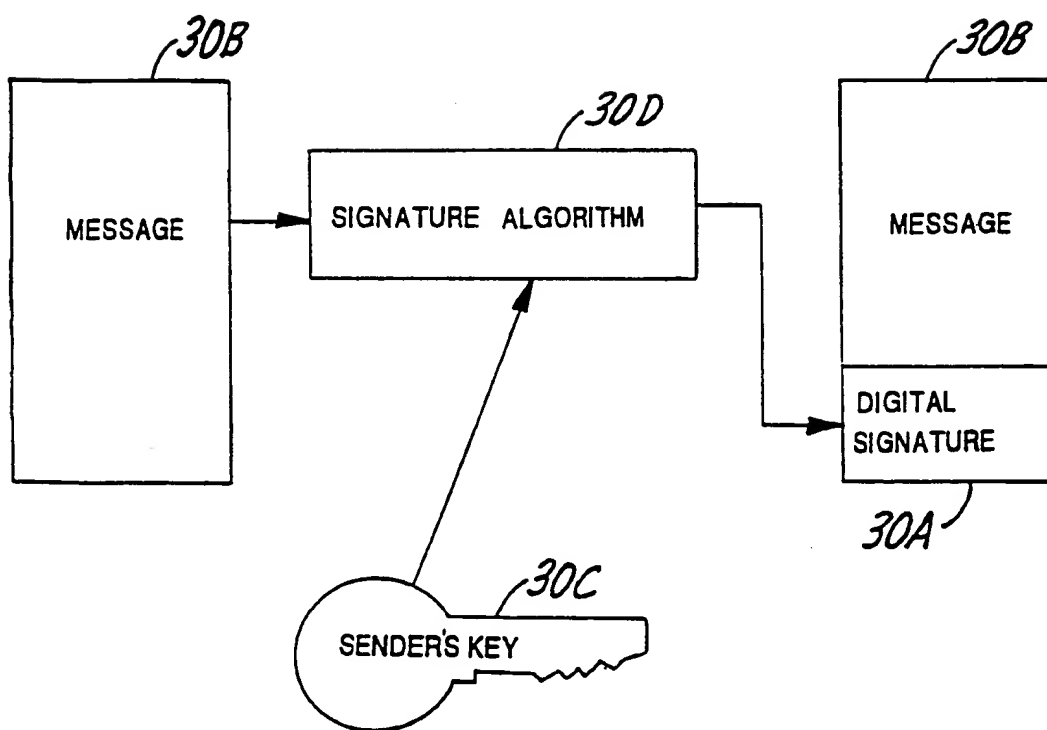 30B
30B
30D
MESSAGE
SIGNATURE ALGORITHM
MESSAGE
DIGITAL
SIGNATURE
30A
30C
SENDER'S KEY